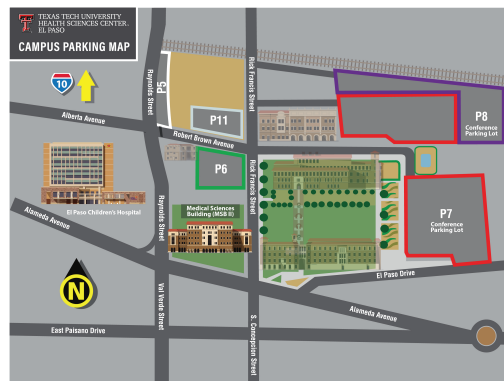 TEXAS TECH UNIVERSITY
HEALTH SCIENCES CENTER.
EL PASO
CAMPUS PARKING MAP
10
Alberta Avenue
Raynolds Street
P5
P11
Rick Francis Street
Robert Brown Avenue
P8
Conference
Parking Lot
P6
Rick Francis Street
El Paso Children's Hospital
Raynolds Street
Medical Sciences
Building (MSB II)
P7
Conference
Parking Lot
Alameda Avenue
El Paso Drive
N
Val Verde Street
S. Concepcion Street
Alameda Avenue
East Paisano Drive